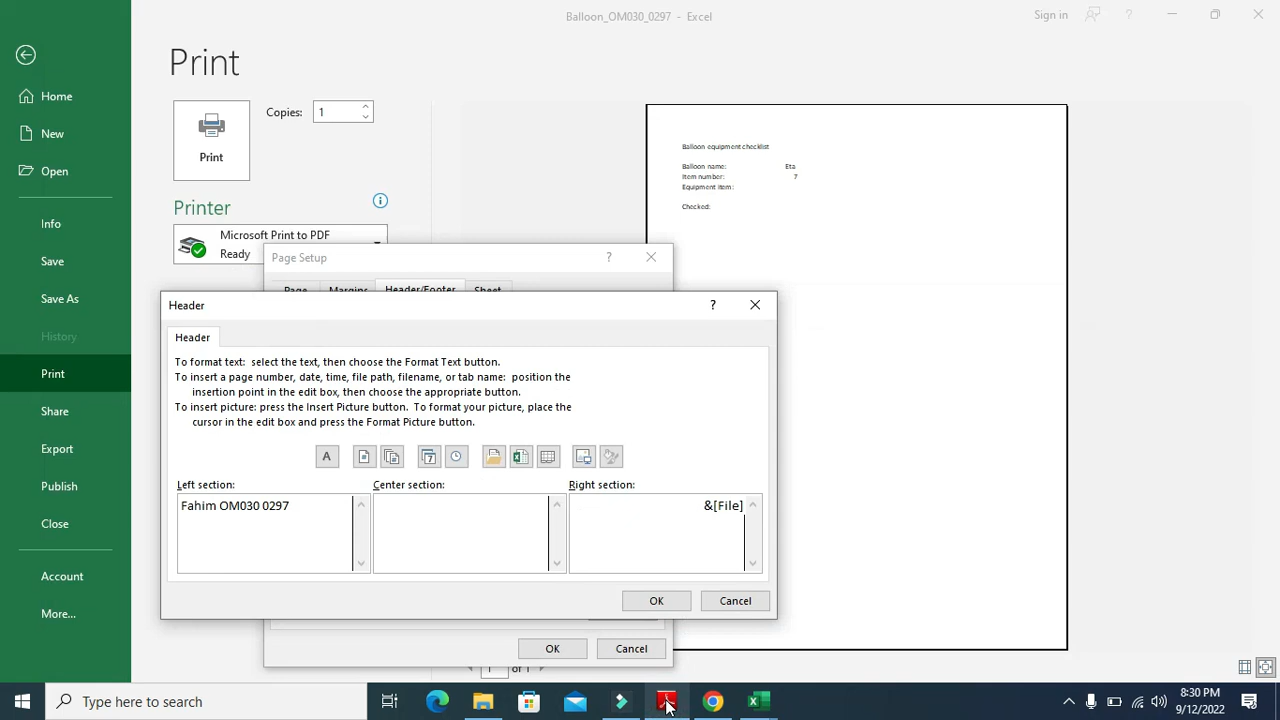 Balloon_OM030_0297 - Excel
Sign in
?
Print
Print
Copies:
1
Home
New
Open
Info
Save
Save As
History
Print
Share
Export
Publish
Close
Account
More...
Printer
Microsoft Print to PDF
Ready
Balloon equipment checklist
Balloon name: Eta
Item number: 7
Equipment item:
Checked:
Page Setup
?
Page Margins Header/Footer Sheet
Header
?
Header
To format text: select the text, then choose the Format Text button.
To insert a page number, date, time, file path, filename, or tab name: position the
insertion point in the edit box, then choose the appropriate button.
To insert picture: press the Insert Picture button. To format your picture, place the
cursor in the edit box and press the Format Picture button.
A
Left section: Center section: Right section:
Fahim OM030 0297 &[File]
OK Cancel
OK Cancel
1 of 1
Type here to search
8:30 PM
9/12/2022